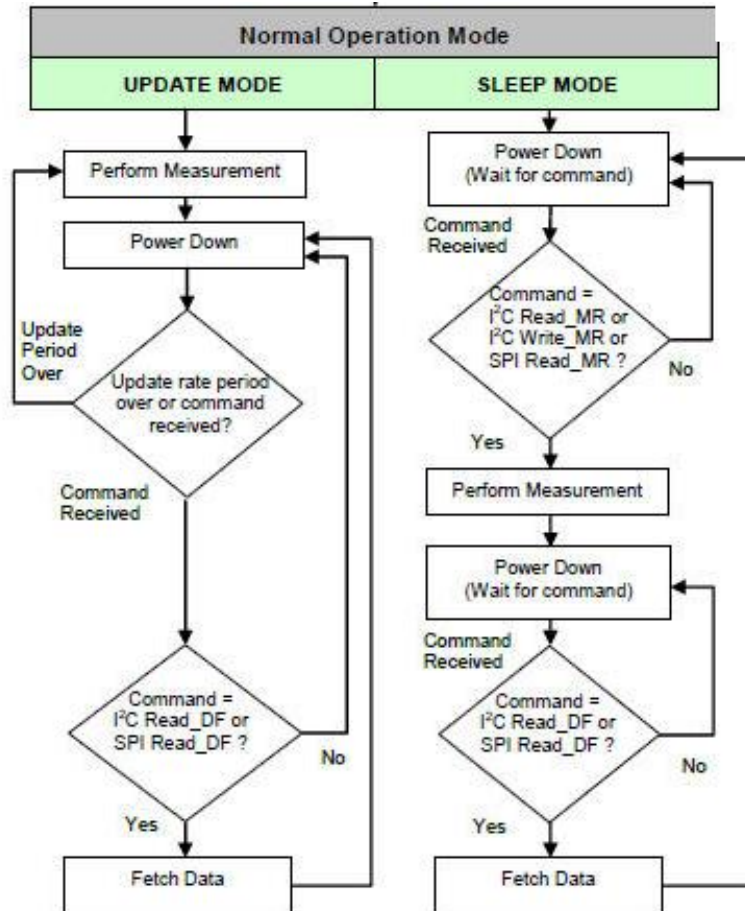 Normal Operation Mode
UPDATE MODE
SLEEP MODE
Perform Measurement
Power Down
Update
Period
Over
Update rate period
over or command
received?
Command
Received
Command =
I²C Read_DF or
SPI Read_DF ?
No
Yes
Fetch Data
Power Down
(Wait for command)
Command
Received
Command =
I²C Read_MR or
I²C Write_MR or
SPI Read_MR ?
No
Yes
Perform Measurement
Power Down
(Wait for command)
Command
Received
Command =
I²C Read_DF or
SPI Read_DF ?
No
Yes
Fetch Data